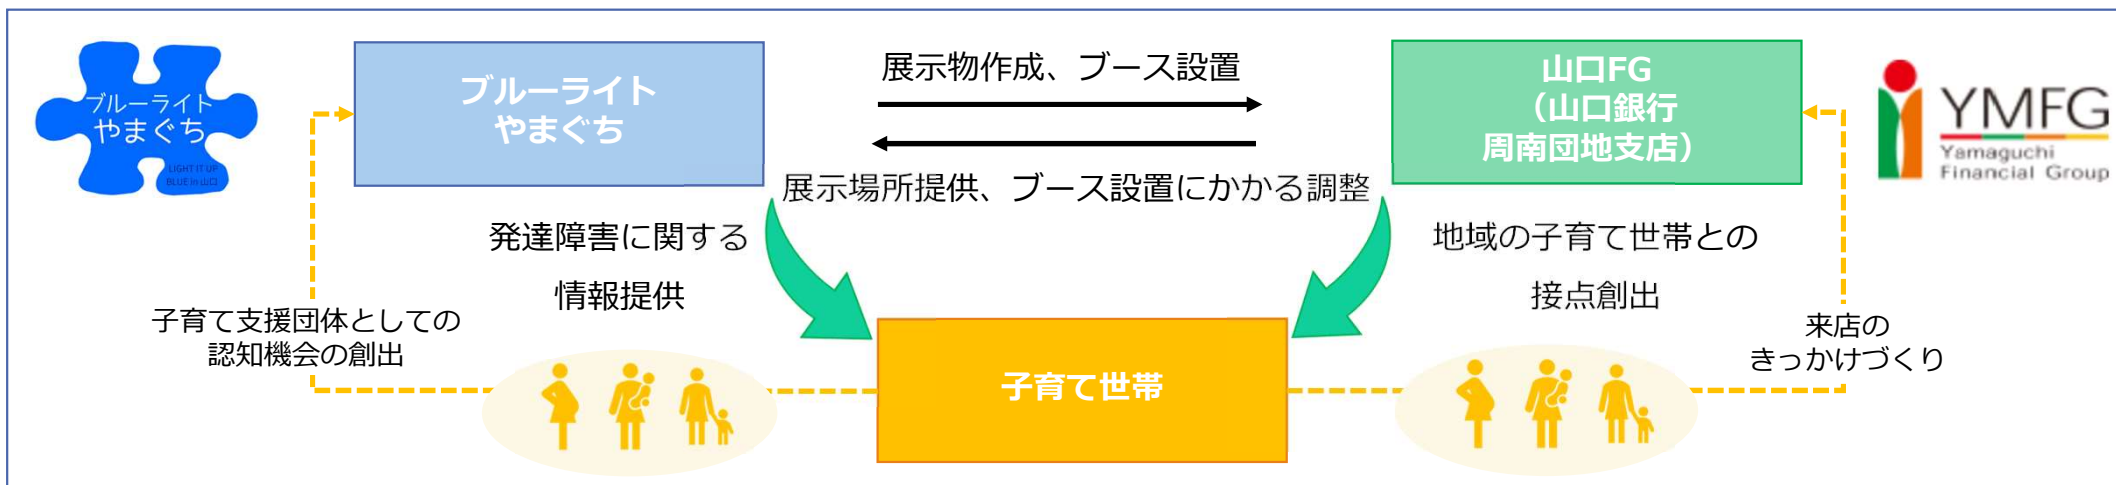 ブルーライト
やまぐち
LIGHT IT UP
BLUE in 山口
ブルーライト
やまぐち
展示物作成、ブース設置
展示場所提供、ブース設置にかかる調整
山口FG
（山口銀行
周南団地支店）
YMFG
Yamaguchi
Financial Group
発達障害に関する
情報提供
地域の子育て世帯との
接点創出
子育て支援団体としての
認知機会の創出
子育て世帯
来店の
きっかけづくり